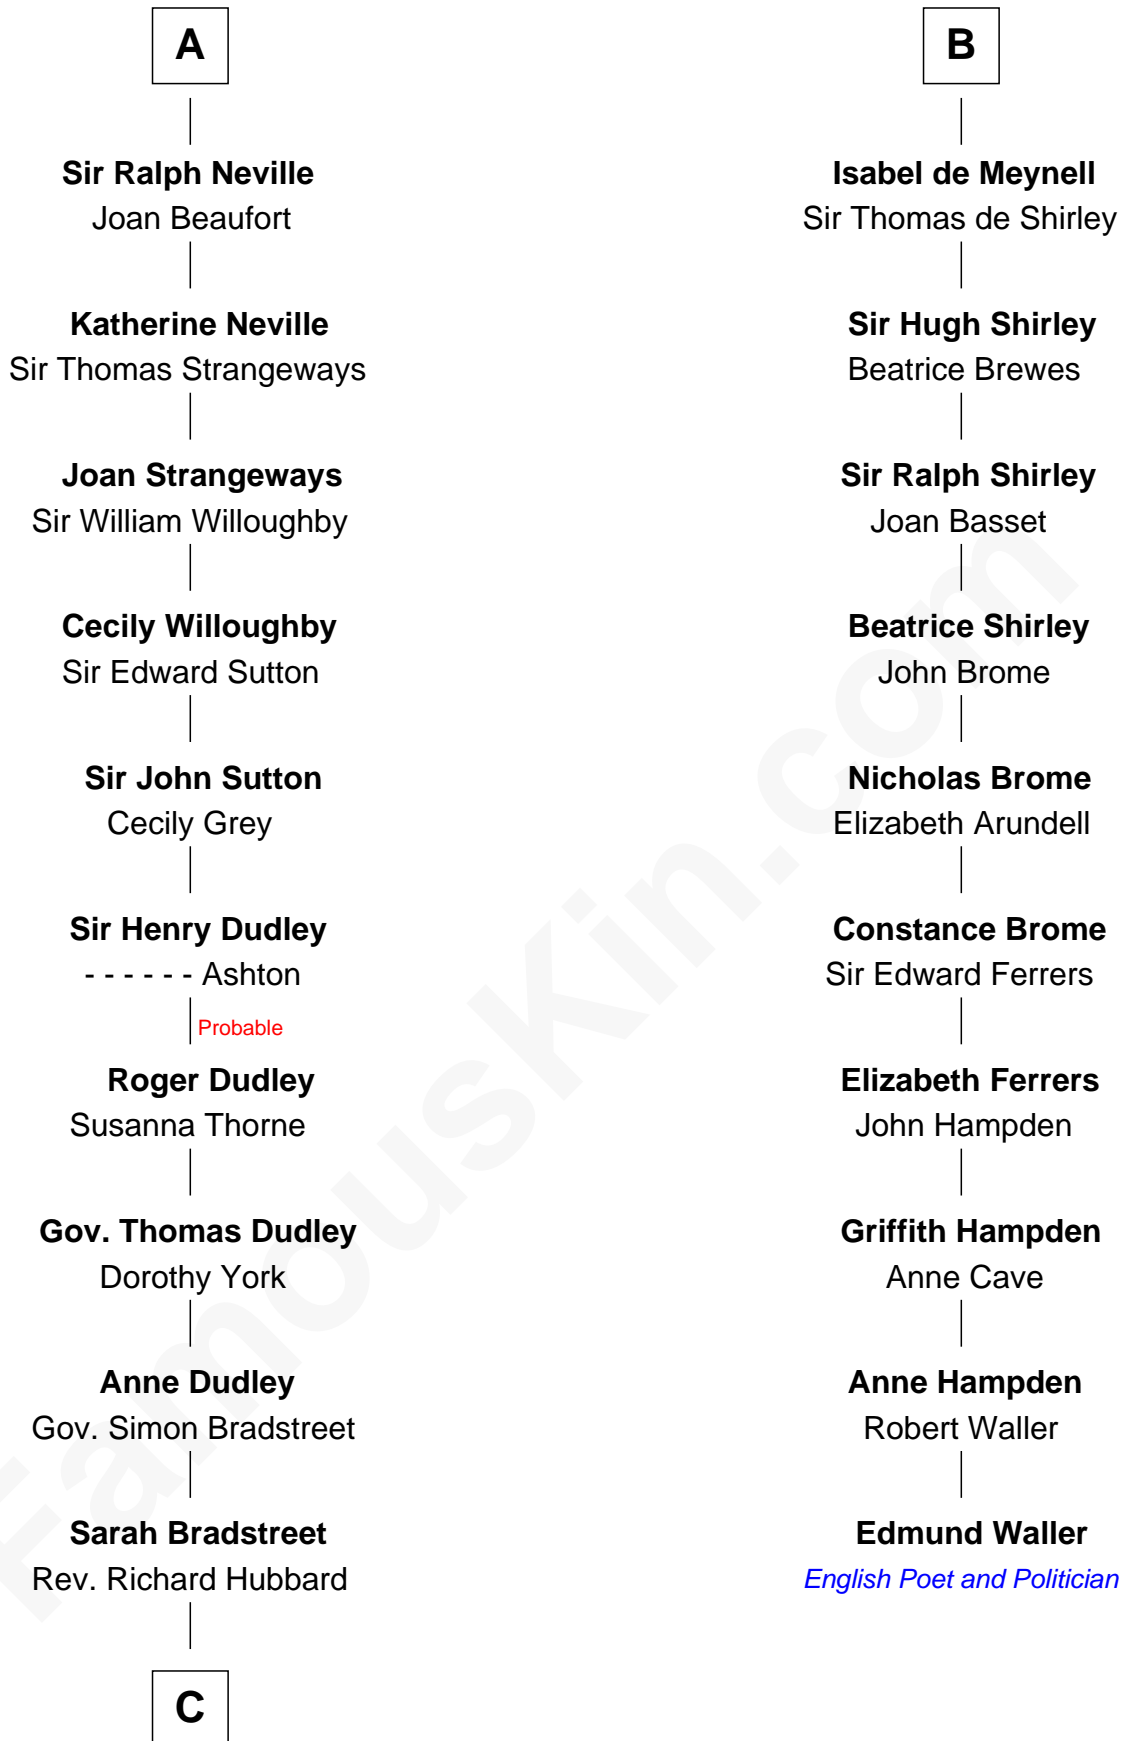 A
Sir Ralph Neville
Joan Beaufort
Katherine Neville
Sir Thomas Strangeways
Joan Strangeways
Sir William Willoughby
Cecily Willoughby
Sir Edward Sutton
Sir John Sutton
Cecily Grey
Sir Henry Dudley
- - - - - - Ashton
Probable
Roger Dudley
Susanna Thorne
Gov. Thomas Dudley
Dorothy York
Anne Dudley
Gov. Simon Bradstreet
Sarah Bradstreet
Rev. Richard Hubbard
C
B
Isabel de Meynell
Sir Thomas de Shirley
Sir Hugh Shirley
Beatrice Brewes
Sir Ralph Shirley
Joan Basset
Beatrice Shirley
John Brome
Nicholas Brome
Elizabeth Arundell
Constance Brome
Sir Edward Ferrers
Elizabeth Ferrers
John Hampden
Griffith Hampden
Anne Cave
Anne Hampden
Robert Waller
Edmund Waller
English Poet and Politician
FamousKin.com